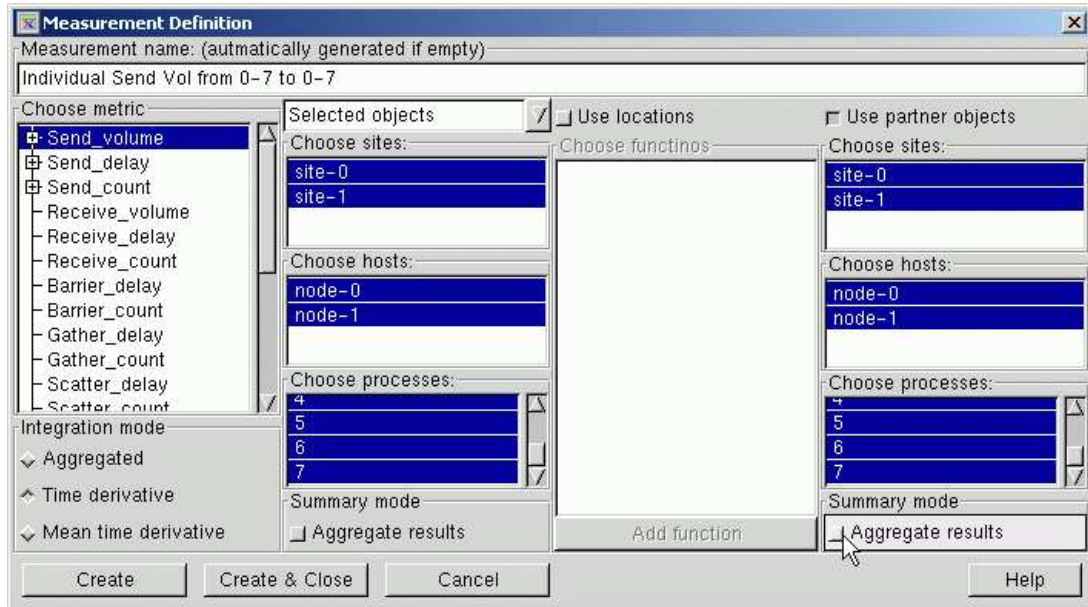 Measurement Definition
Measurement name: (autmatically generated if empty)
Individual Send Vol from 0-7 to 0-7
Choose metric
Send_volume
Send_delay
Send_count
Receive_volume
Receive_delay
Receive_count
Barrier_delay
Barrier_count
Gather_delay
Gather_count
Scatter_delay
Scatter_count
Integration mode
Aggregated
Time derivative
Mean time derivative
Selected objects
Choose sites:
site-0
site-1
Choose hosts:
node-0
node-1
Choose processes:
4
5
6
7
Summary mode
Aggregate results
Use locations
Choose functinos
Add function
Use partner objects
Choose sites:
site-0
site-1
Choose hosts:
node-0
node-1
Choose processes:
4
5
6
7
Summary mode
Aggregate results
Create
Create & Close
Cancel
Help